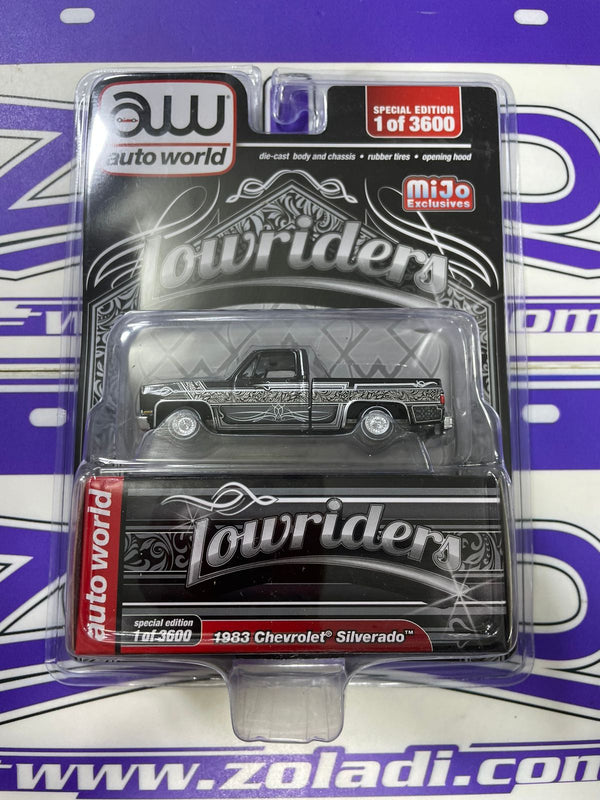 aw
auto world
SPECIAL EDITION
1 of 3600
die-cast body and chassis • rubber tires • opening hood
MiJo
Exclusives
lowriders
lowriders
auto world
special edition
1 of 3600
1983 Chevrolet® Silverado™
www.zoladi.com